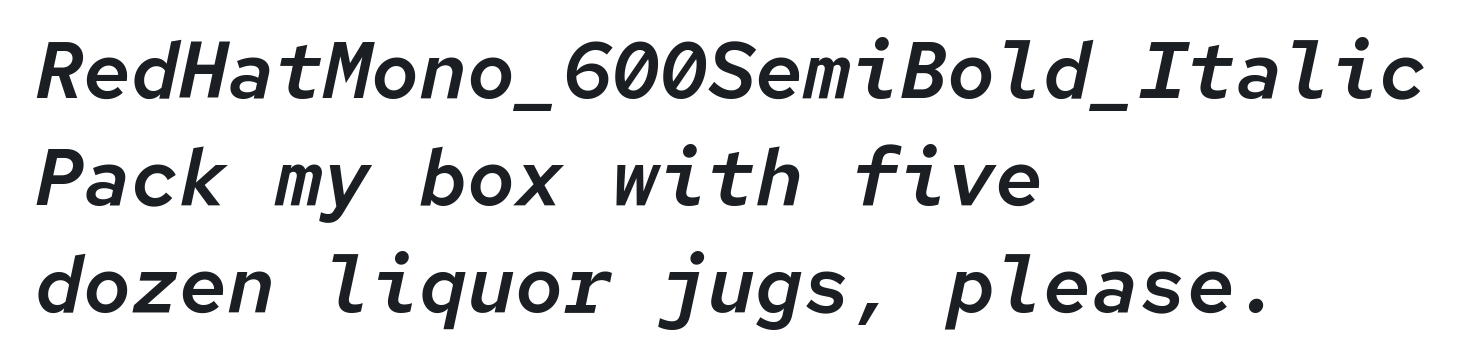 RedHatMono_600SemiBold_Italic
Pack my box with five
dozen liquor jugs, please.